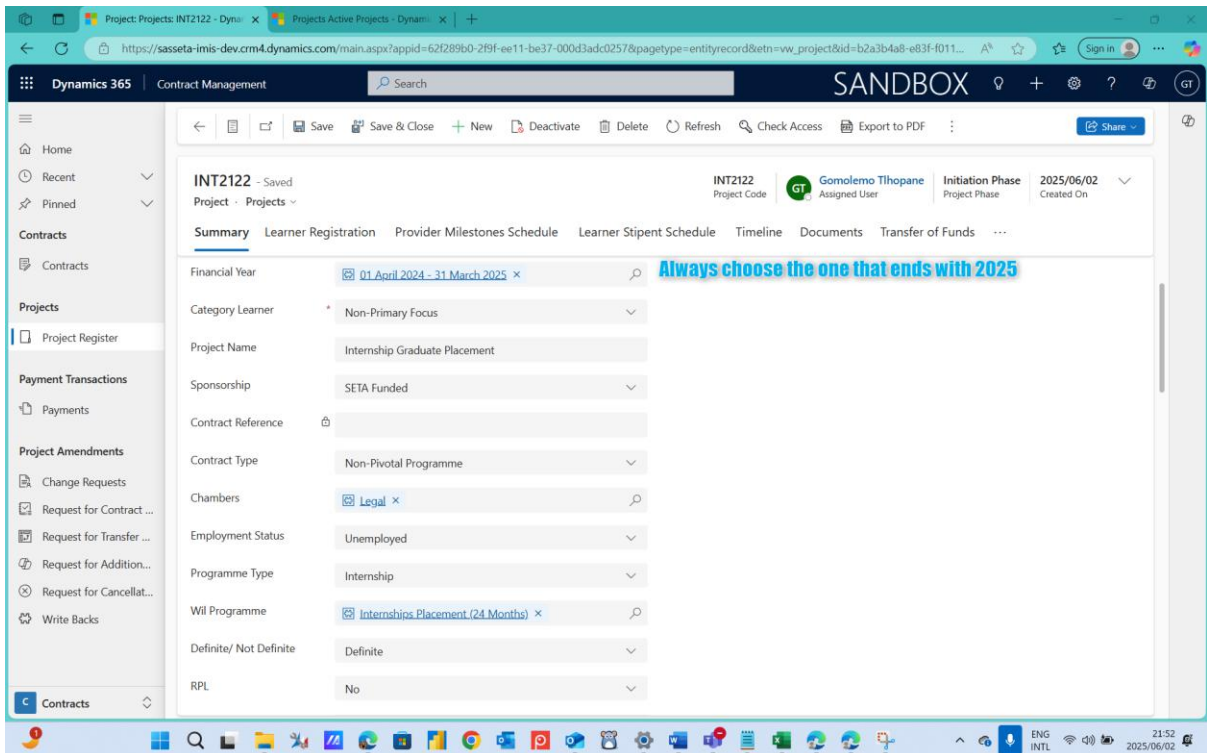 Project: Projects: INT2122 - Dynar
Projects Active Projects - Dynami
https://sasseta-imis-dev.crm4.dynamics.com/main.aspx?appid=62f289b0-2f9f-ee11-be37-000d3adc0257&pagetype=entityrecord&etn=vw_project&id=b2a3b4a8-e83f-f011...
Sign in
Dynamics 365
Contract Management
Search
SANDBOX
GT
Save
Save & Close
New
Deactivate
Delete
Refresh
Check Access
Export to PDF
Share
Home
Recent
Pinned
Contracts
Contracts
Projects
Project Register
Payment Transactions
Payments
Project Amendments
Change Requests
Request for Contract ...
Request for Transfer ...
Request for Addition...
Request for Cancellat...
Write Backs
C Contracts
INT2122 - Saved
Project · Projects
INT2122
Project Code
GT
Gomolemo Tlhopane
Assigned User
Initiation Phase
Project Phase
2025/06/02
Created On
Summary Learner Registration Provider Milestones Schedule Learner Stipent Schedule Timeline Documents Transfer of Funds ...
Financial Year 01 April 2024 - 31 March 2025
Always choose the one that ends with 2025
Category Learner * Non-Primary Focus
Project Name Internship Graduate Placement
Sponsorship SETA Funded
Contract Reference
Contract Type Non-Pivotal Programme
Chambers Legal
Employment Status Unemployed
Programme Type Internship
Wil Programme Internships Placement (24 Months)
Definite/ Not Definite Definite
RPL No
ENG
INTL
21:52
2025/06/02